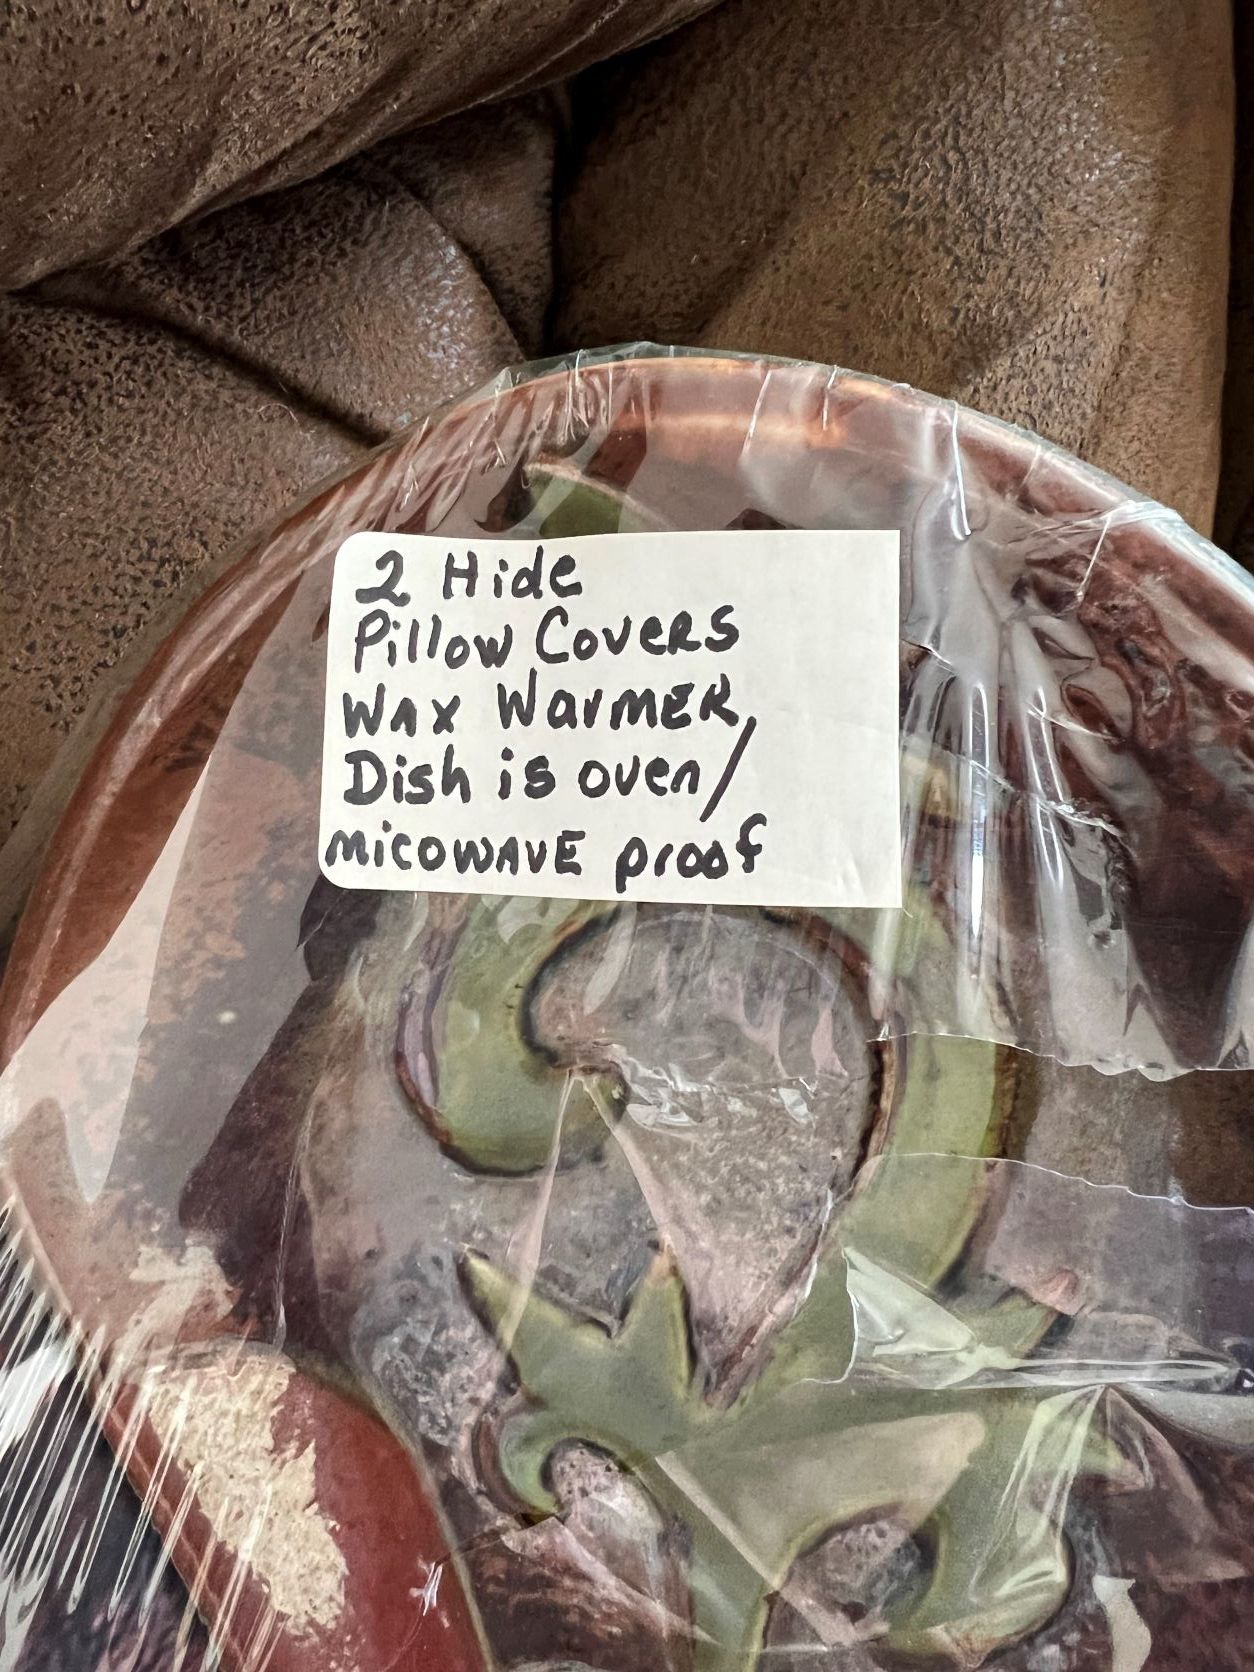 2 Hide
Pillow Covers
Wax Warmer,
Dish is oven/
micowave proof